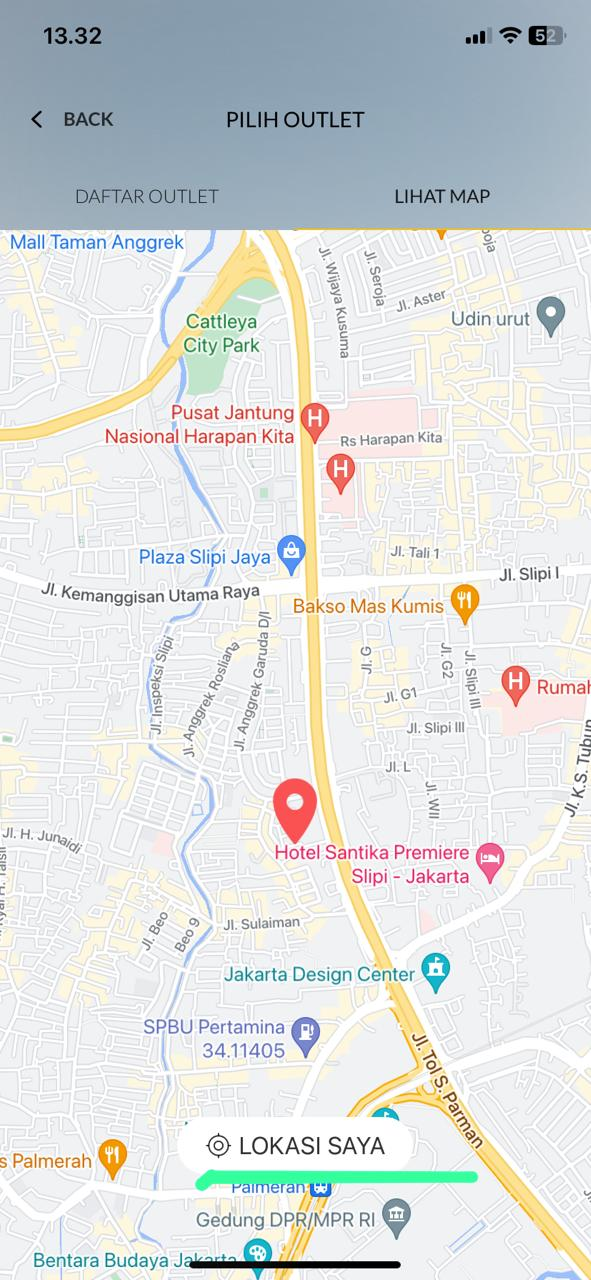 13.32
52
BACK
PILIH OUTLET
DAFTAR OUTLET
LIHAT MAP
Mall Taman Anggrek
Jl. Wijaya Kusuma
Jl. Seroja
Jl. Aster
Cattleya
City Park
Udin urut
Pusat Jantung
Nasional Harapan Kita
H
Rs Harapan Kita
H
Plaza Slipi Jaya
Jl. Tali 1
Jl. Slipi I
Jl. Kemanggisan Utama Raya
Bakso Mas Kumis
Jl. Inspeksi Slipi
Jl. Anggrek Rosliana
Jl. Anggrek Garuda D/I
Jl. G
Jl. G1
Jl. G2
Jl. Slipi III
H
Rumah
Jl. Slipi III
Jl. K.S. Tubun
Jl. L
Jl. WII
Jl. H. Junaidi
Hotel Santika Premiere
Slipi - Jakarta
Jl. Beo
Beo 9
Jl. Sulaiman
Jakarta Design Center
SPBU Pertamina
34.11405
Jl. Tol S. Parman
LOKASI SAYA
s Palmerah
Palmerah
Gedung DPR/MPR RI
Bentara Budaya Jakarta